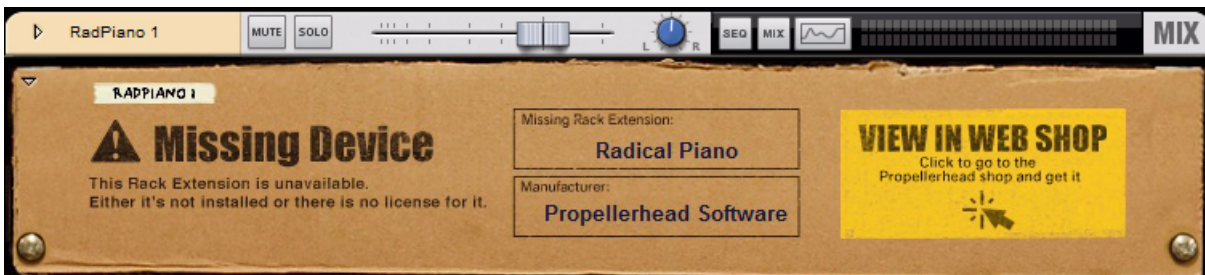 RadPiano 1
MUTE SOLO
L R
SEQ MIX
MIX
RADPIANO 1
Missing Device
This Rack Extension is unavailable.
Either it's not installed or there is no license for it.
Missing Rack Extension:
Radical Piano
Manufacturer:
Propellerhead Software
VIEW IN WEB SHOP
Click to go to the
Propellerhead shop and get it